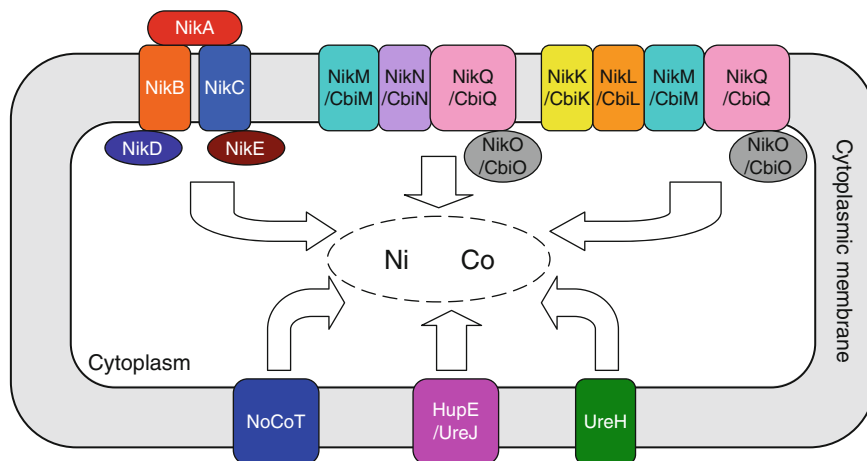 NikA
NikB
NikC
NikD
NikE
NikM
/CbiM
NikN
/CbiN
NikQ
/CbiQ
NikO
/CbiO
NikK
/CbiK
NikL
/CbiL
NikM
/CbiM
NikQ
/CbiQ
NikO
/CbiO
Cytoplasmic membrane
Ni Co
Cytoplasm
NoCoT
HupE
/UreJ
UreH